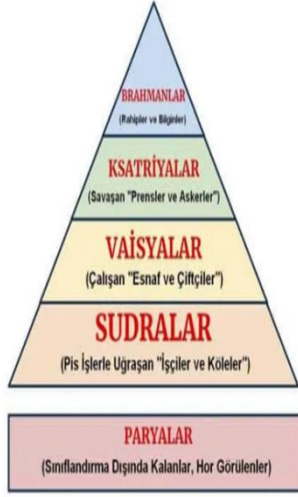 BRAHMANLAR
(Rahipler ve Bilginler)
KSATRİYALAR
(Savaşan "Prensler ve Askerler")
VAİSYALAR
(Çalışan "Esnaf ve Çiftçiler")
SUDRALAR
(Pis İşlerle Uğraşan "İşçiler ve Köleler")
PARYALAR
(Sınıflandırma Dışında Kalanlar, Hor Görülenler)